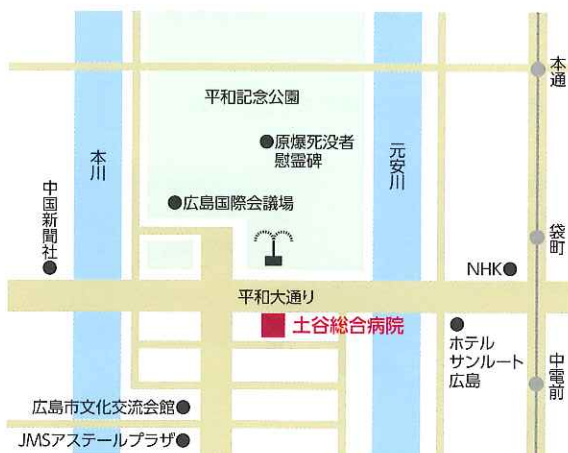 本通
平和記念公園
原爆死没者
慰霊碑
本川
元安川
中国新聞社
広島国際会議場
袋町
NHK
平和大通り
土谷総合病院
ホテル
サンルート
広島
中電前
広島市文化交流会館
JMSアステールプラザ